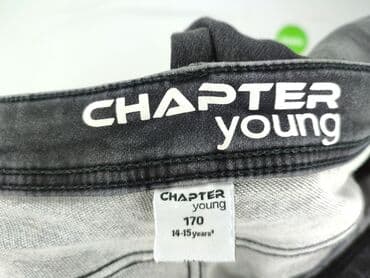 CHAPTER
young
CHAPTER
young
170
14-15 years*